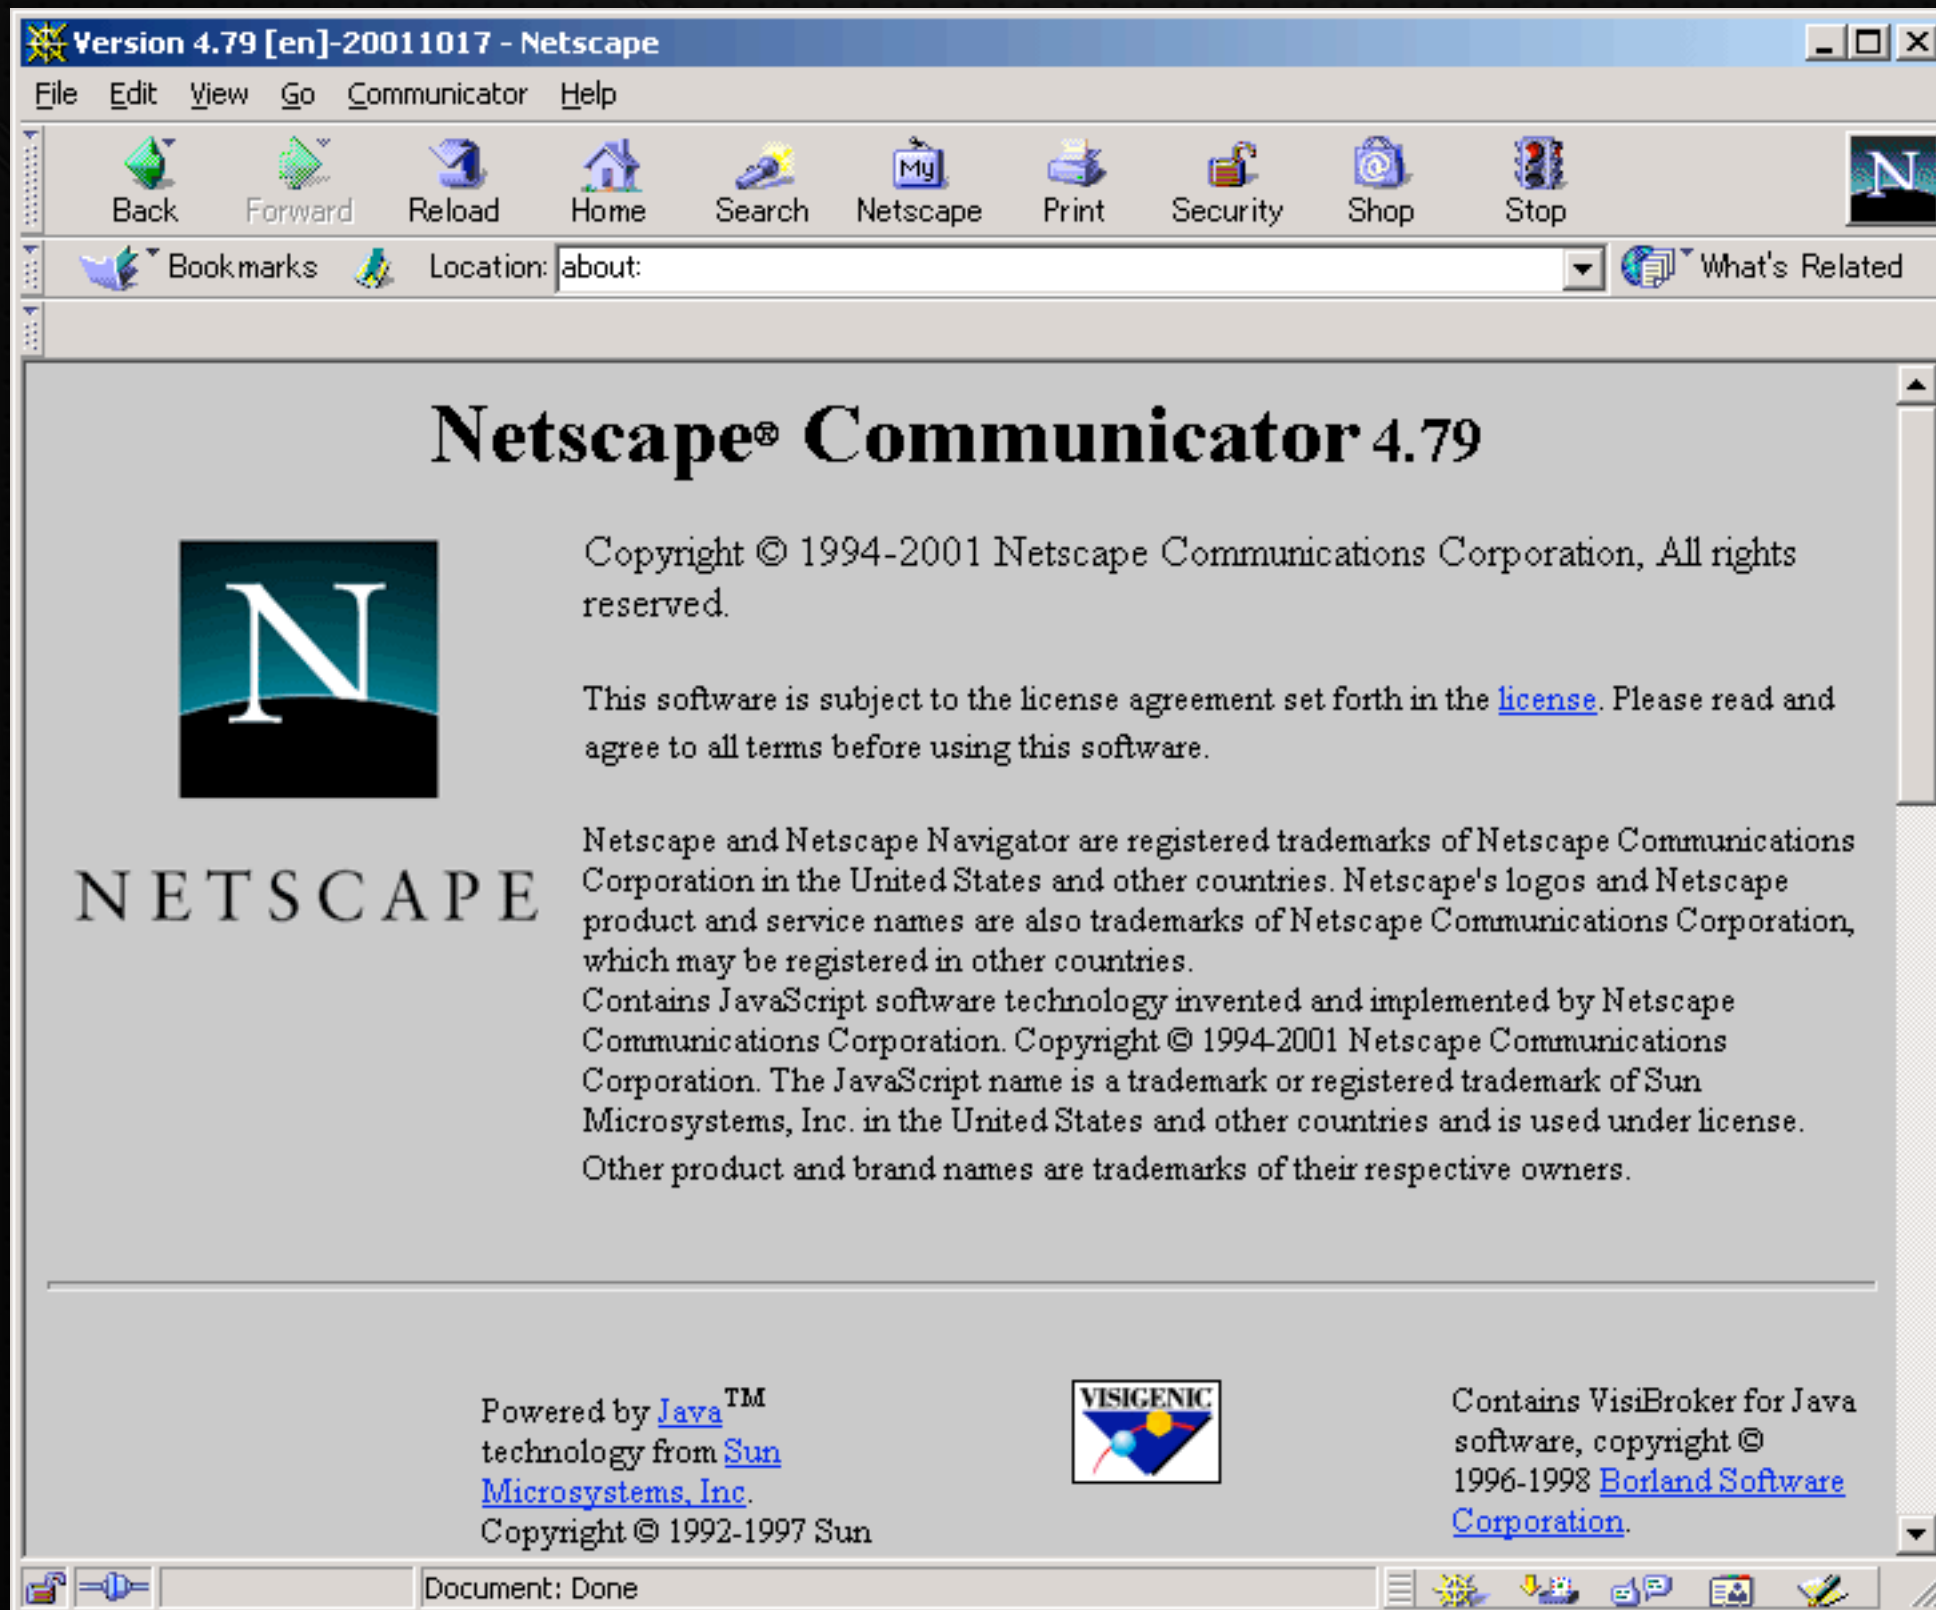 Version 4.79 [en]-20011017 - Netscape
File Edit View Go Communicator Help
Back Forward Reload Home Search Netscape Print Security Shop Stop
My
N
Bookmarks Location: about: What's Related
Netscape® Communicator 4.79
N
NETSCAPE
Copyright © 1994-2001 Netscape Communications Corporation, All rights
reserved.
This software is subject to the license agreement set forth in the license. Please read and
agree to all terms before using this software.
Netscape and Netscape Navigator are registered trademarks of Netscape Communications
Corporation in the United States and other countries. Netscape's logos and Netscape
product and service names are also trademarks of Netscape Communications Corporation,
which may be registered in other countries.
Contains JavaScript software technology invented and implemented by Netscape
Communications Corporation. Copyright © 1994-2001 Netscape Communications
Corporation. The JavaScript name is a trademark or registered trademark of Sun
Microsystems, Inc. in the United States and other countries and is used under license.
Other product and brand names are trademarks of their respective owners.
Powered by Java™
technology from Sun
Microsystems, Inc.
Copyright © 1992-1997 Sun
VISIGENIC
Contains VisiBroker for Java
software, copyright ©
1996-1998 Borland Software
Corporation.
Document: Done